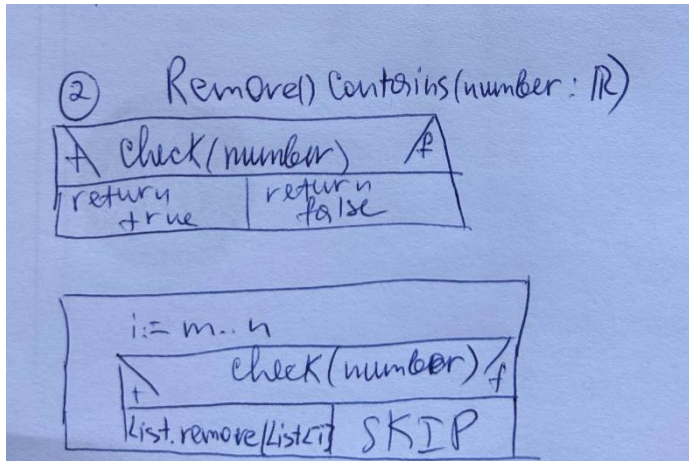 2 Remove() Contains(number: ℝ)
t check(number) f
return true
return false
i:= m..n
t check(number) f
List.remove(List[i]
SKIP